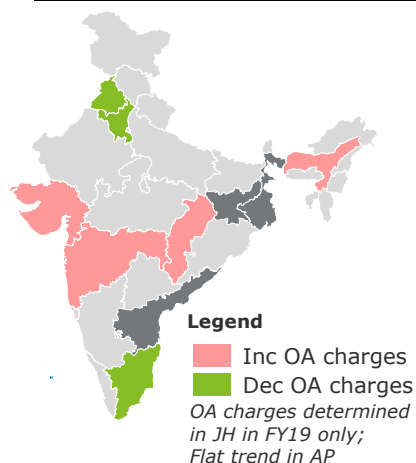 Legend
Inc OA charges
Dec OA charges
OA charges determined
in JH in FY19 only;
Flat trend in AP